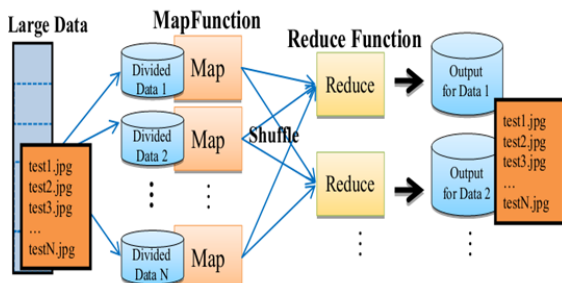 Large Data
MapFunction
Reduce Function
Divided
Data 1
Map
Divided
Data 2
Map
Divided
Data N
Map
Shuffle
Reduce
Reduce
Output
for Data 1
Output
for Data 2
test1.jpg
test2.jpg
test3.jpg
...
testN.jpg
test1.jpg
test2.jpg
test3.jpg
...
testN.jpg